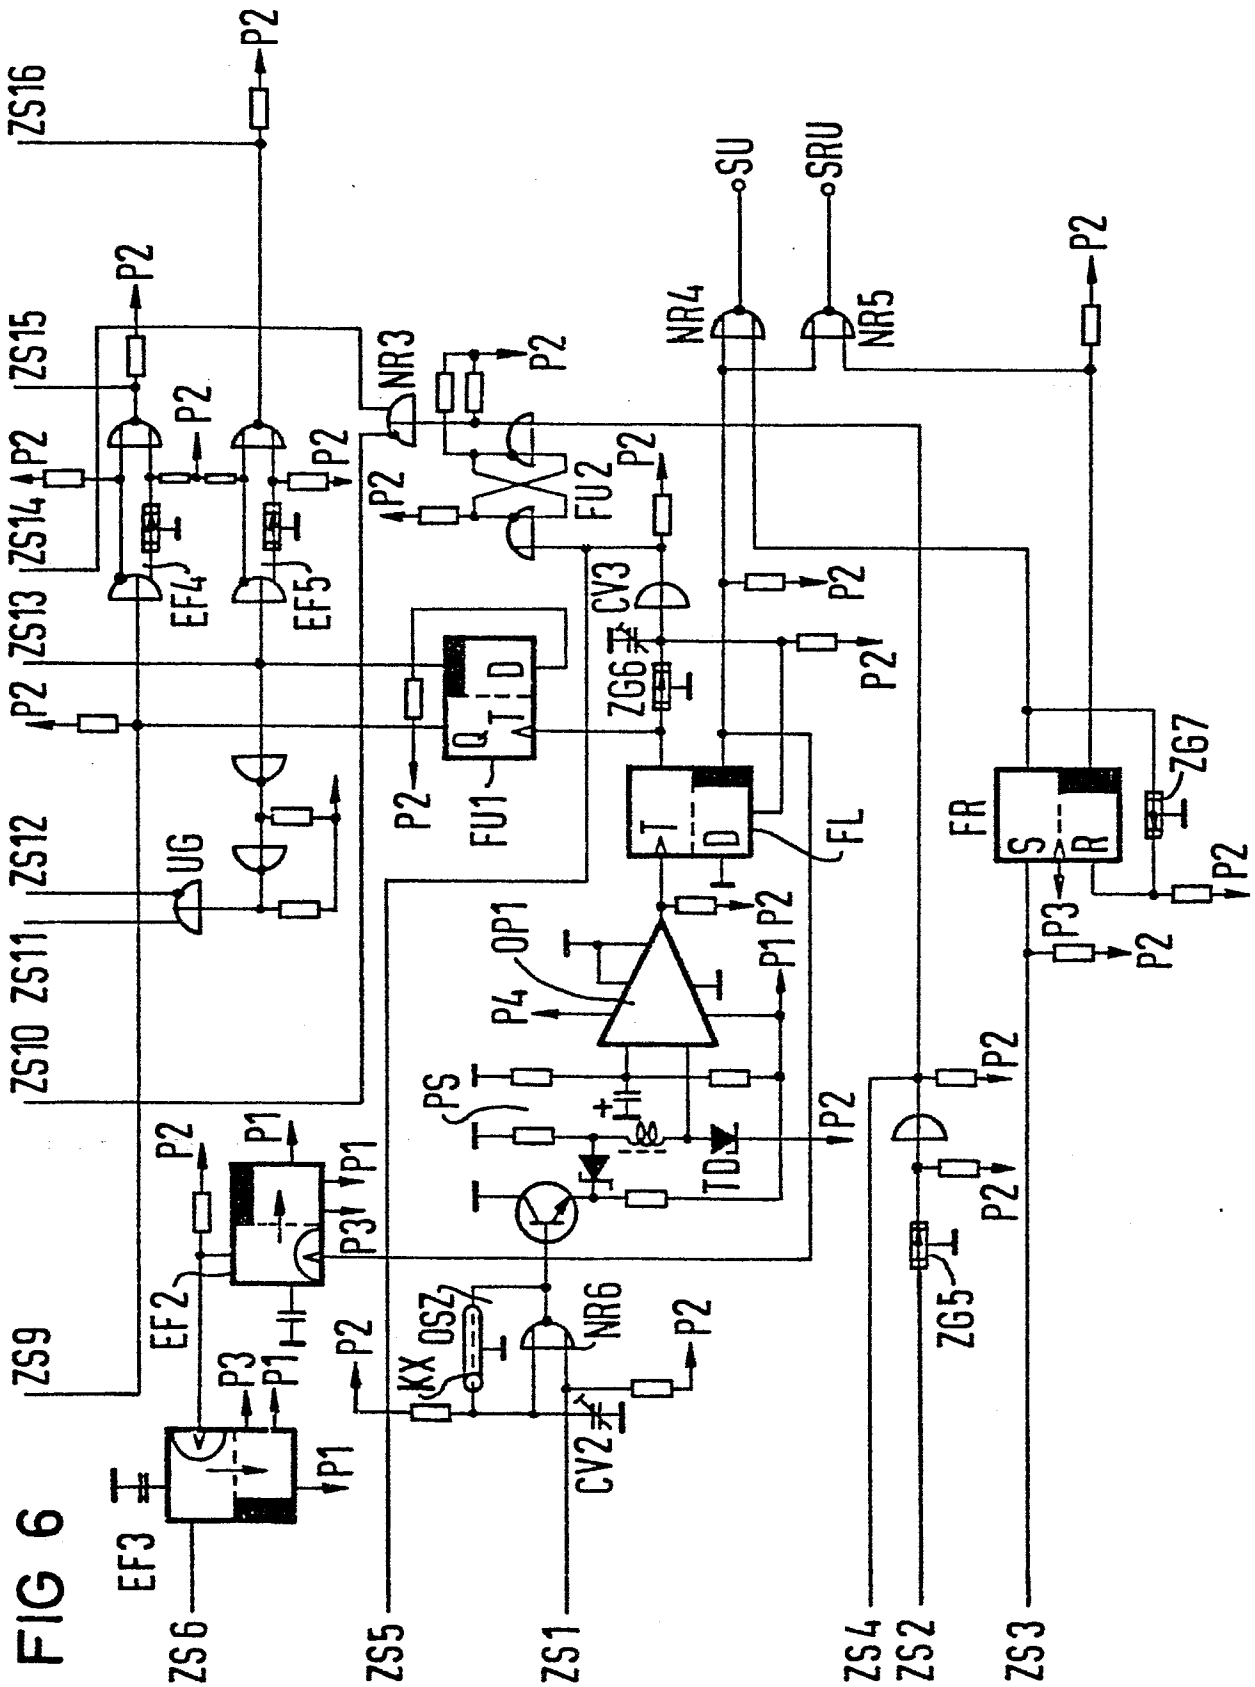 FIG 6
ZS9
ZS10
ZS11
ZS12
P2
ZS13
ZS14
P2
ZS15
ZS16
P2
P2
P2
P2
EF4
EF5
UG
EF3
P1
P3
P1
EF2
P2
P1
P3
P1
ZS6
P2
FU1
Q
T
D
P2
FU2
NR3
P2
ZS5
P2
KX
OSZ
NR6
CV2
P2
ZS1
PS
TD
P2
P4
OP1
P1
P2
T
D
FL
ZG6
CV3
P2
P2
P2
NR4
SU
NR5
SRU
P2
ZS4
ZS2
ZG5
P2
P2
ZS3
P2
P3
FR
S
R
ZG7
P2